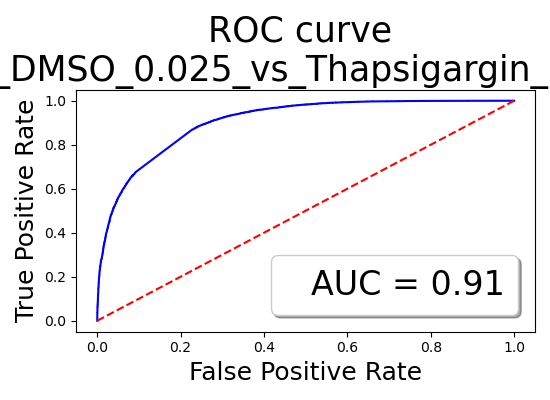 ROC curve
_DMSO_0.025_vs_Thapsigargin_
True Positive Rate
1.0
0.8
0.6
0.4
0.2
0.0
AUC = 0.91
0.0 0.2 0.4 0.6 0.8 1.0
False Positive Rate